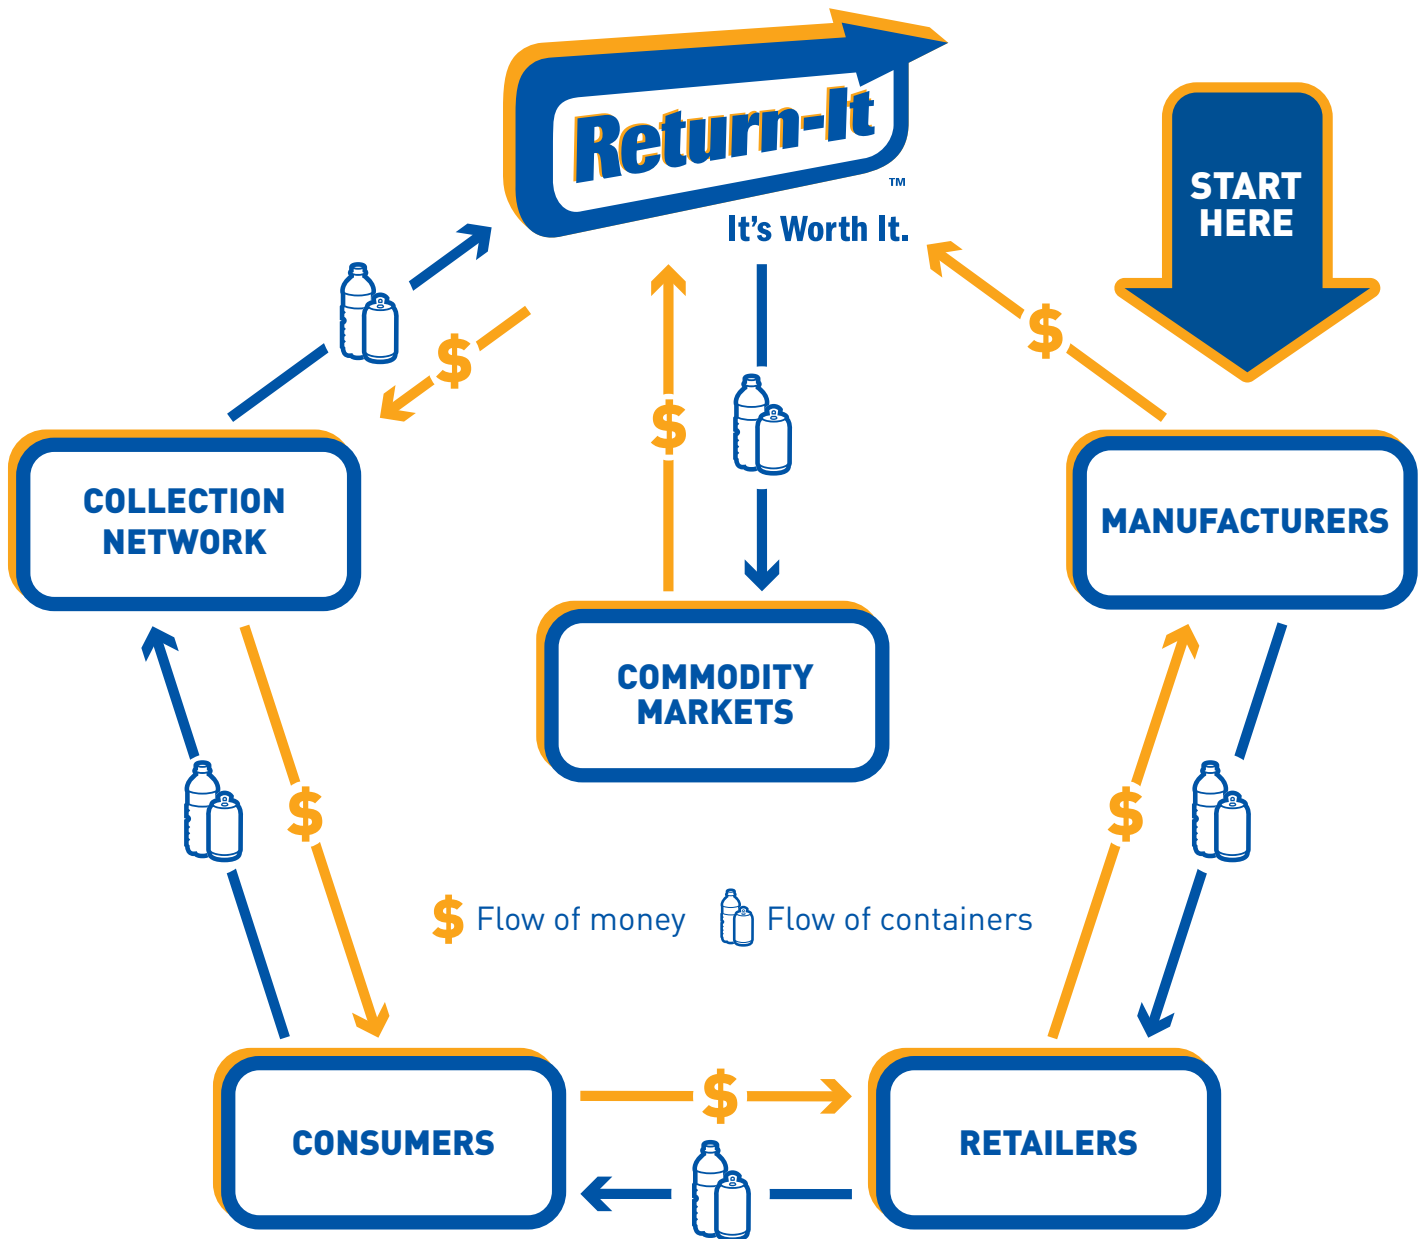 Return-It
TM
It's Worth It.
START
HERE
$
$
$
COLLECTION
NETWORK
MANUFACTURERS
COMMODITY
MARKETS
$
$
$ Flow of money
Flow of containers
$
CONSUMERS
RETAILERS